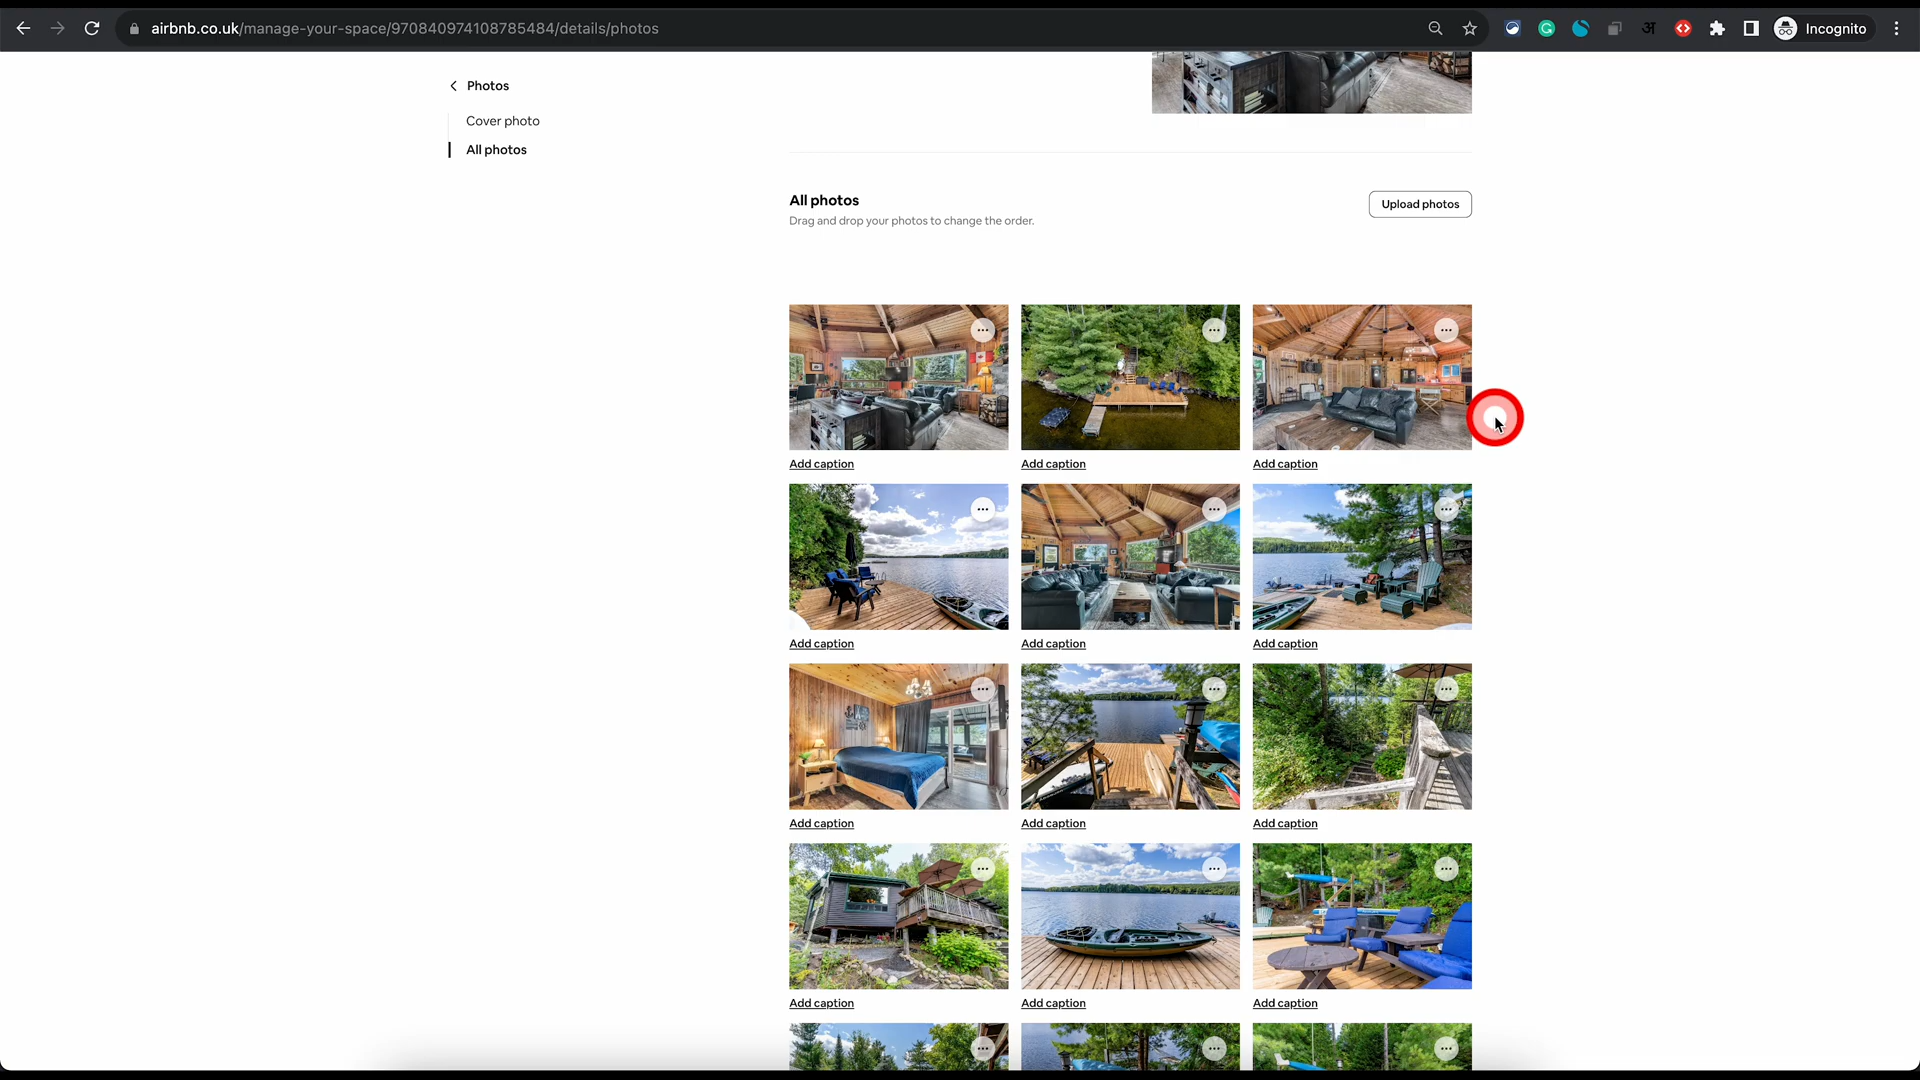 airbnb.co.uk/manage-your-space/970840974108785484/details/photos
Incognito
Photos
Cover photo
All photos
All photos
Drag and drop your photos to change the order.
Upload photos
Add caption
Add caption
Add caption
Add caption
Add caption
Add caption
Add caption
Add caption
Add caption
Add caption
Add caption
Add caption